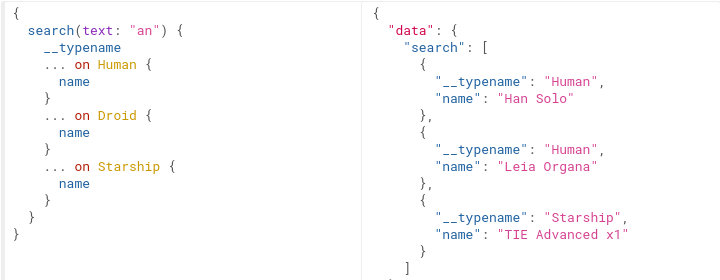 {
  search(text: "an") {
    __typename
    ... on Human {
      name
    }
    ... on Droid {
      name
    }
    ... on Starship {
      name
    }
  }
}
{
  "data": {
    "search": [
      {
        "__typename": "Human",
        "name": "Han Solo"
      },
      {
        "__typename": "Human",
        "name": "Leia Organa"
      },
      {
        "__typename": "Starship",
        "name": "TIE Advanced x1"
      }
    ]